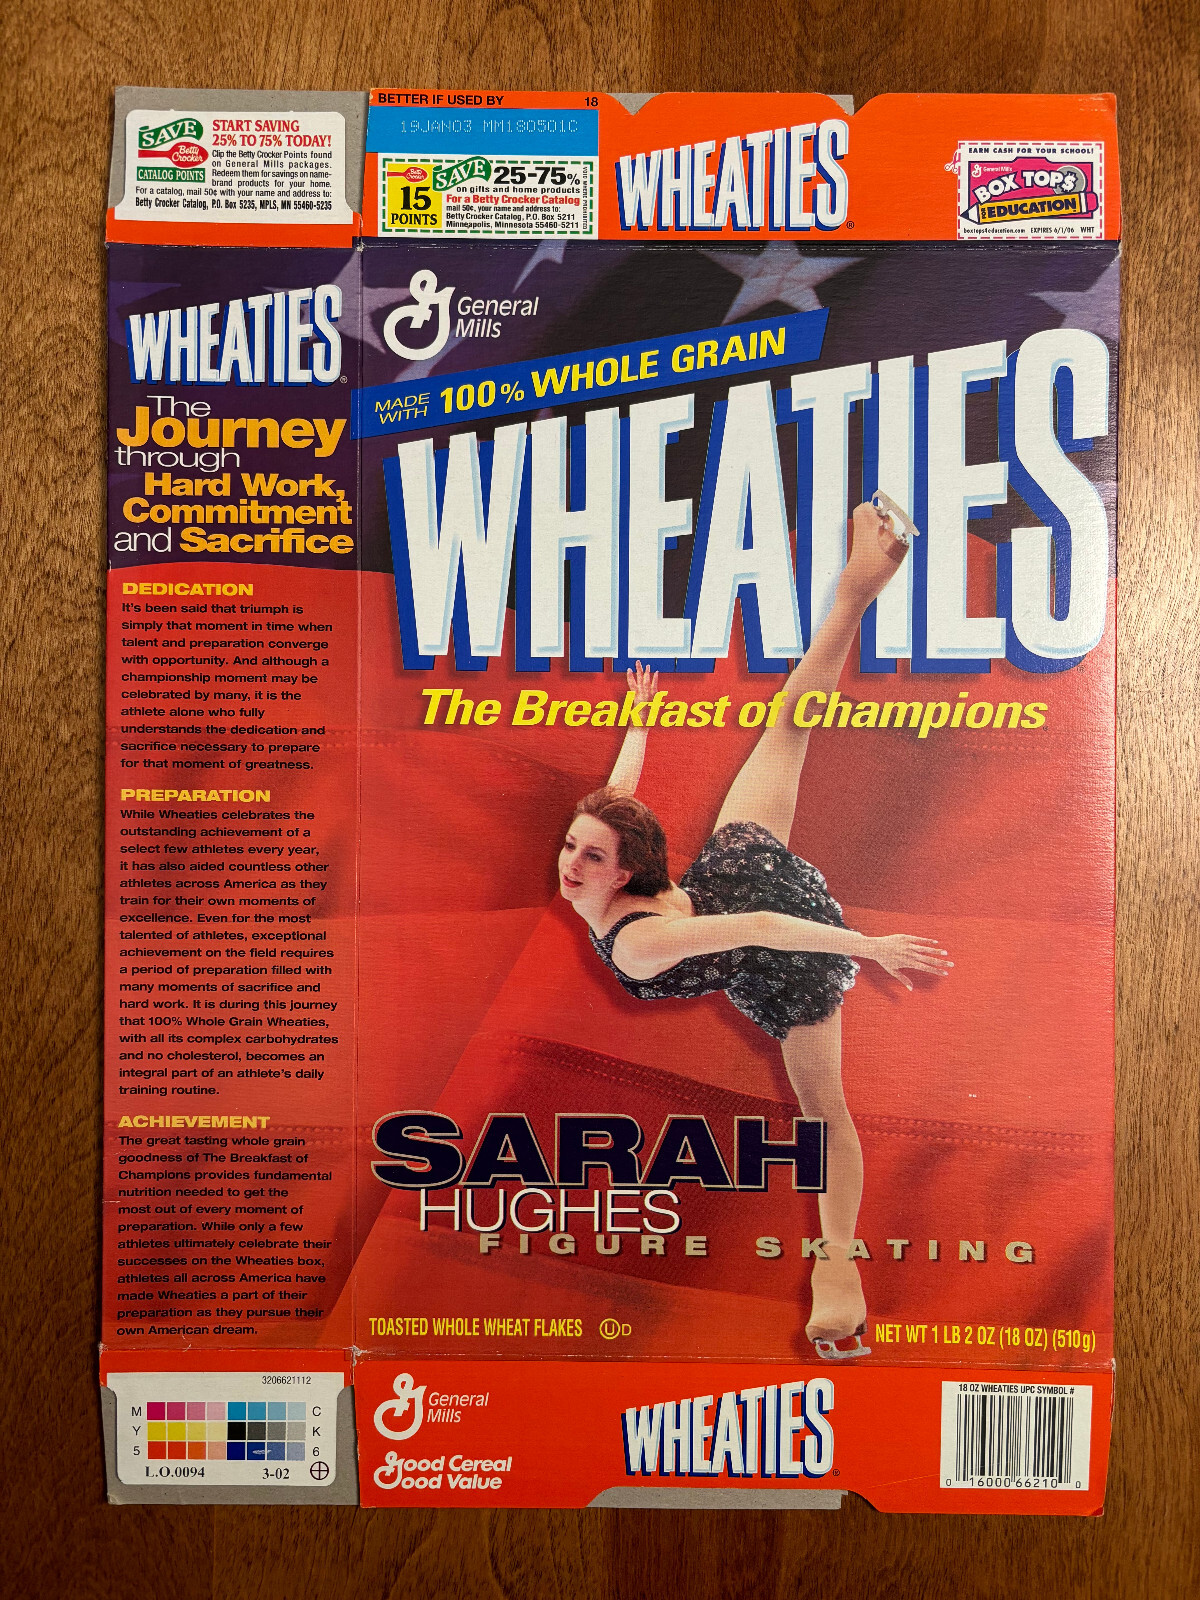 SAVE
Betty Crocker
CATALOG POINTS
START SAVING
25% TO 75% TODAY!
Clip the Betty Crocker Points found
on General Mills packages.
Redeem them for savings on name-
brand products for your home.
For a catalog, mail 50¢ with your name and address to:
Betty Crocker Catalog, P.O. Box 5235, MPLS, MN 55460-5235
BETTER IF USED BY 18
19JAN03 MM180501C
Betty Crocker
15
POINTS
SAVE 25-75%
on gifts and home products
For a Betty Crocker Catalog
mail 50¢, your name and address to:
Betty Crocker Catalog, P.O. Box 5211
Minneapolis, Minnesota 55460-5211
WHEATIES®
EARN CASH FOR YOUR SCHOOL!
General Mills
BOX TOP$
FOR EDUCATION
boxtops4education.com EXPIRES 6/1/06 WHT
WHEATIES®
The
Journey
through
Hard Work,
Commitment
and Sacrifice
DEDICATION
It's been said that triumph is
simply that moment in time when
talent and preparation converge
with opportunity. And although a
championship moment may be
celebrated by many, it is the
athlete alone who fully
understands the dedication and
sacrifice necessary to prepare
for that moment of greatness.
PREPARATION
While Wheaties celebrates the
outstanding achievement of a
select few athletes every year,
it has also aided countless other
athletes across America as they
train for their own moments of
excellence. Even for the most
talented of athletes, exceptional
achievement on the field requires
a period of preparation filled with
many moments of sacrifice and
hard work. It is during this journey
that 100% Whole Grain Wheaties,
with all its complex carbohydrates
and no cholesterol, becomes an
integral part of an athlete's daily
training routine.
ACHIEVEMENT
The great tasting whole grain
goodness of The Breakfast of
Champions provides fundamental
nutrition needed to get the
most out of every moment of
preparation. While only a few
athletes ultimately celebrate their
successes on the Wheaties box,
athletes all across America have
made Wheaties a part of their
preparation as they pursue their
own American dream.
General
Mills
MADE
WITH
100% WHOLE GRAIN
WHEATIES®
The Breakfast of Champions
SARAH
HUGHES
FIGURE SKATING
TOASTED WHOLE WHEAT FLAKES Ⓤ D
NET WT 1 LB 2 OZ (18 OZ) (510g)
3206621112
M C
Y K
5 6
L.O.0094 3-02
General
Mills
Good Cereal
Good Value
WHEATIES®
18 OZ WHEATIES UPC SYMBOL #
0 16000 66210 0